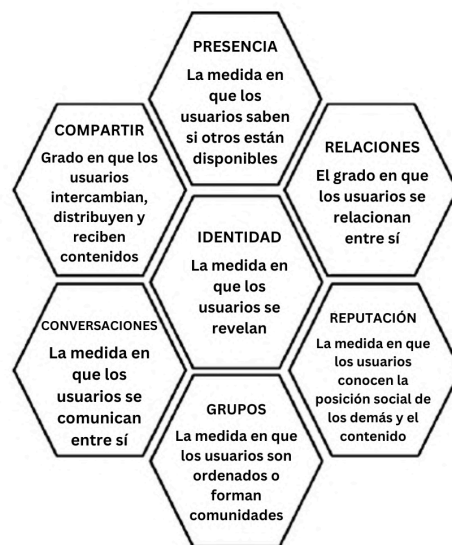 PRESENCIA
La medida en
que los
usuarios saben
si otros están
disponibles
COMPARTIR
Grado en que los
usuarios
intercambian,
distribuyen y
reciben
contenidos
RELACIONES
El grado en que
los usuarios se
relacionan
entre sí
IDENTIDAD
La medida en
que los
usuarios se
revelan
CONVERSACIONES
La medida en
que los
usuarios se
comunican
entre sí
REPUTACIÓN
La medida en que
los usuarios
conocen la
posición social de
los demás y el
contenido
GRUPOS
La medida en que
los usuarios son
ordenados o
forman
comunidades